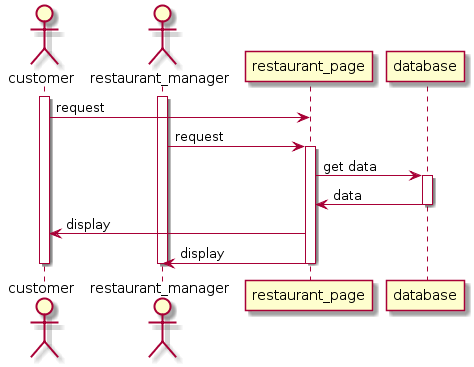 customer
restaurant_manager
restaurant_page
database
request
request
get data
data
display
display
customer
restaurant_manager
restaurant_page
database